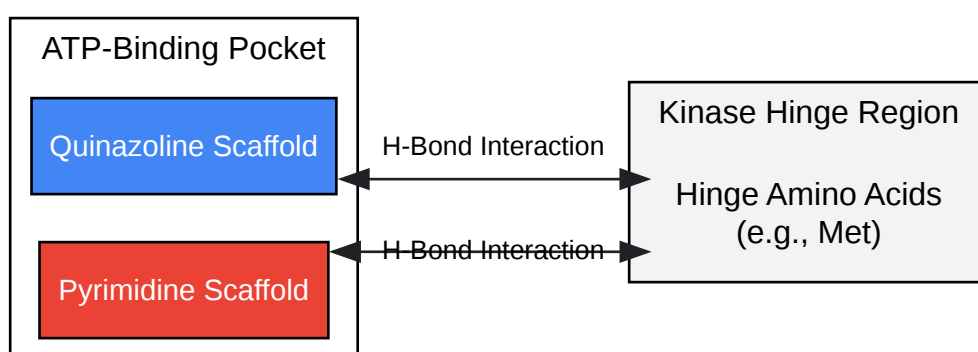 ATP-Binding Pocket
Quinazoline Scaffold
H-Bond Interaction
Pyrimidine Scaffold
H-Bond Interaction
Kinase Hinge Region
Hinge Amino Acids
(e.g., Met)